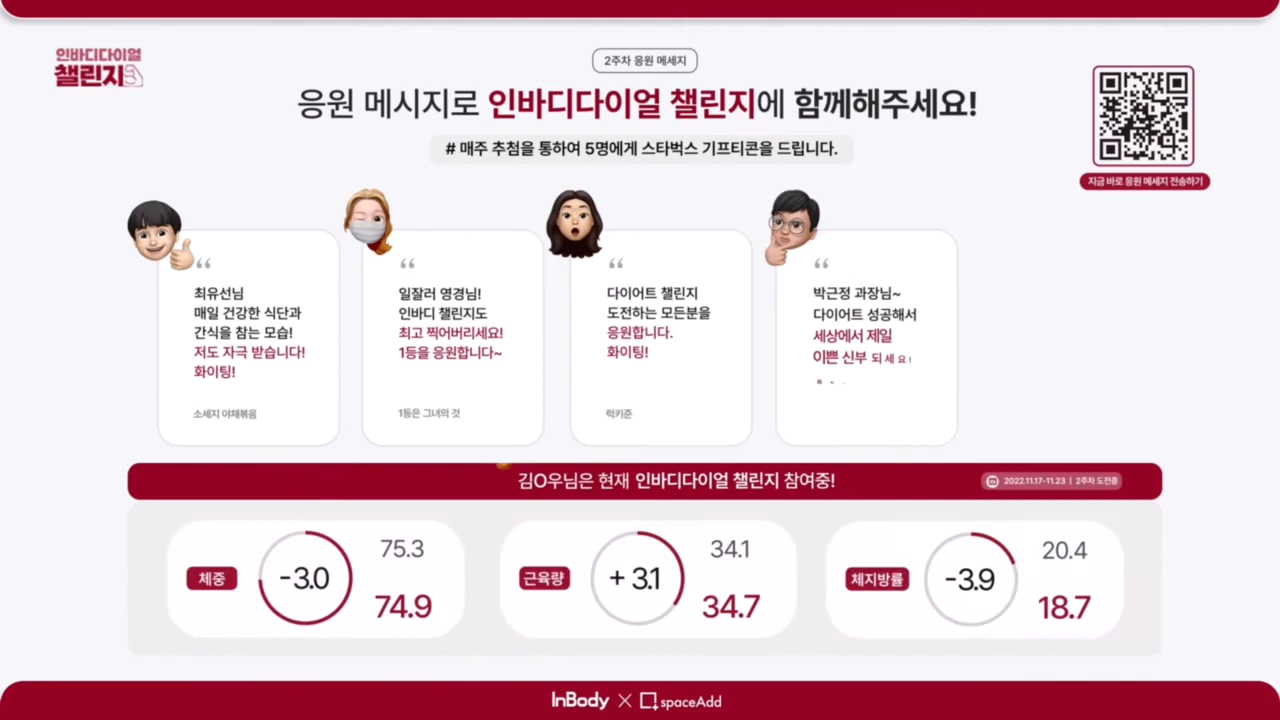 인바디다이얼
챌린지
2주차 응원 메세지
응원 메시지로 인바디다이얼 챌린지에 함께해주세요!
# 매주 추첨을 통하여 5명에게 스타벅스 기프티콘을 드립니다.
지금 바로 응원 메세지 전송하기
“
최유선님
매일 건강한 식단과
간식을 참는 모습!
저도 자극 받습니다!
화이팅!
소세지 야채볶음
“
일잘러 영경님!
인바디 챌린지도
최고 찍어버리세요!
1등을 응원합니다~
1등은 그녀의 것
“
다이어트 챌린지
도전하는 모든분을
응원합니다.
화이팅!
럭키준
“
박근정 과장님~
다이어트 성공해서
세상에서 제일
이쁜 신부 되세요!
김O우님은 현재 인바디다이얼 챌린지 참여중!
2022.11.17-11.23 | 2주차 도전중
체중
-3.0
75.3
74.9
근육량
+ 3.1
34.1
34.7
체지방률
-3.9
20.4
18.7
InBody × spaceAdd